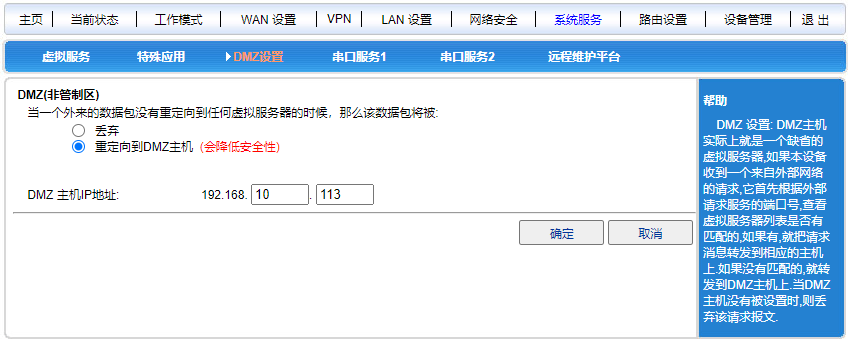 主页 当前状态 工作模式 WAN 设置 VPN LAN 设置 网络安全 系统服务 路由设置 设备管理 退 出
虚拟服务 特殊应用 DMZ设置 串口服务1 串口服务2 远程维护平台
DMZ(非管制区)
当一个外来的数据包没有重定向到任何虚拟服务器的时候，那么该数据包将被:
丢弃
重定向到DMZ主机 (会降低安全性)
DMZ 主机IP地址: 192.168. 10 . 113
确定 取消
帮助
DMZ 设置: DMZ主机
实际上就是一个缺省的
虚拟服务器,如果本设备
收到一个来自外部网络
的请求,它首先根据外部
请求服务的端口号,查看
虚拟服务器列表是否有
匹配的,如果有,就把请求
消息转发到相应的主机
上.如果没有匹配的,就转
发到DMZ主机上.当DMZ
主机没有被设置时,则丢
弃该请求报文.